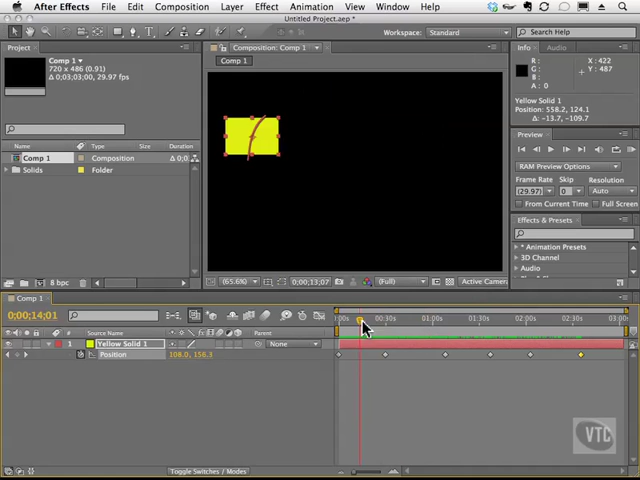 After Effects File Edit Composition Layer Effect Animation View Window
Untitled Project.aep *
Workspace: Standard Search Help
Project
Comp 1
720 x 486 (0.91)
Δ 0;03;03;00, 29.97 fps
Composition: Comp 1
Comp 1
Info Audio
R :
G :
B :
A : 0
X : 422
Y : 487
Yellow Solid 1
Position: 558.2, 124.1
Δ: -13.7, -109.7
Preview
RAM Preview Options
Frame Rate Skip Resolution
(29.97) 0 Auto
From Current Time Full Screen
Effects & Presets
* Animation Presets
3D Channel
Audio
Name Type Size Duration
Comp 1 Composition Δ 0;0
Solids Folder
8 bpc
(65.6%) 0;00;13;07 (Full) Active Camera
Comp 1
0;00;14;01
:00s 00:30s 01:00s 01:30s 02:00s 02:30s 03:00s
# Source Name Parent
1 Yellow Solid 1 None
Position 108.0, 156.3
Toggle Switches / Modes
VTC